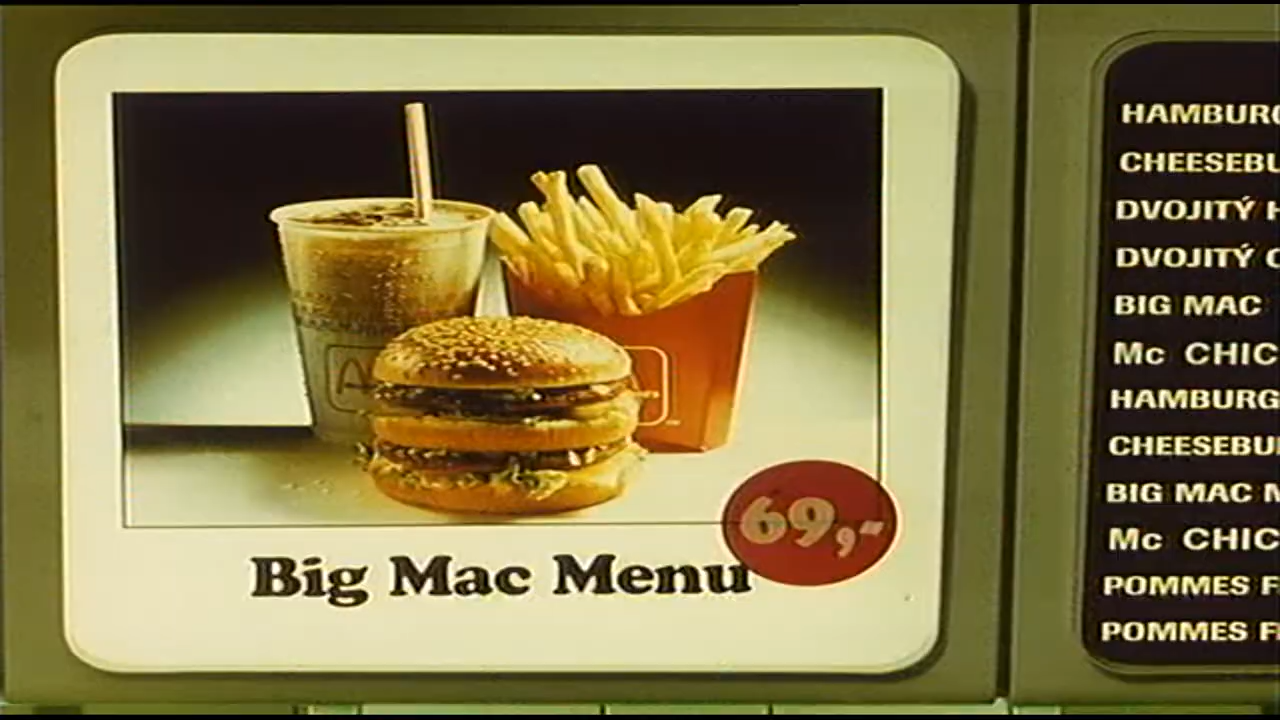 69,-
Big Mac Menu
HAMBURG
CHEESEBU
DVOJITÝ
DVOJITÝ
BIG MAC
Mc CHIC
HAMBURG
CHEESEBU
BIG MAC M
Mc CHIC
POMMES F
POMMES F